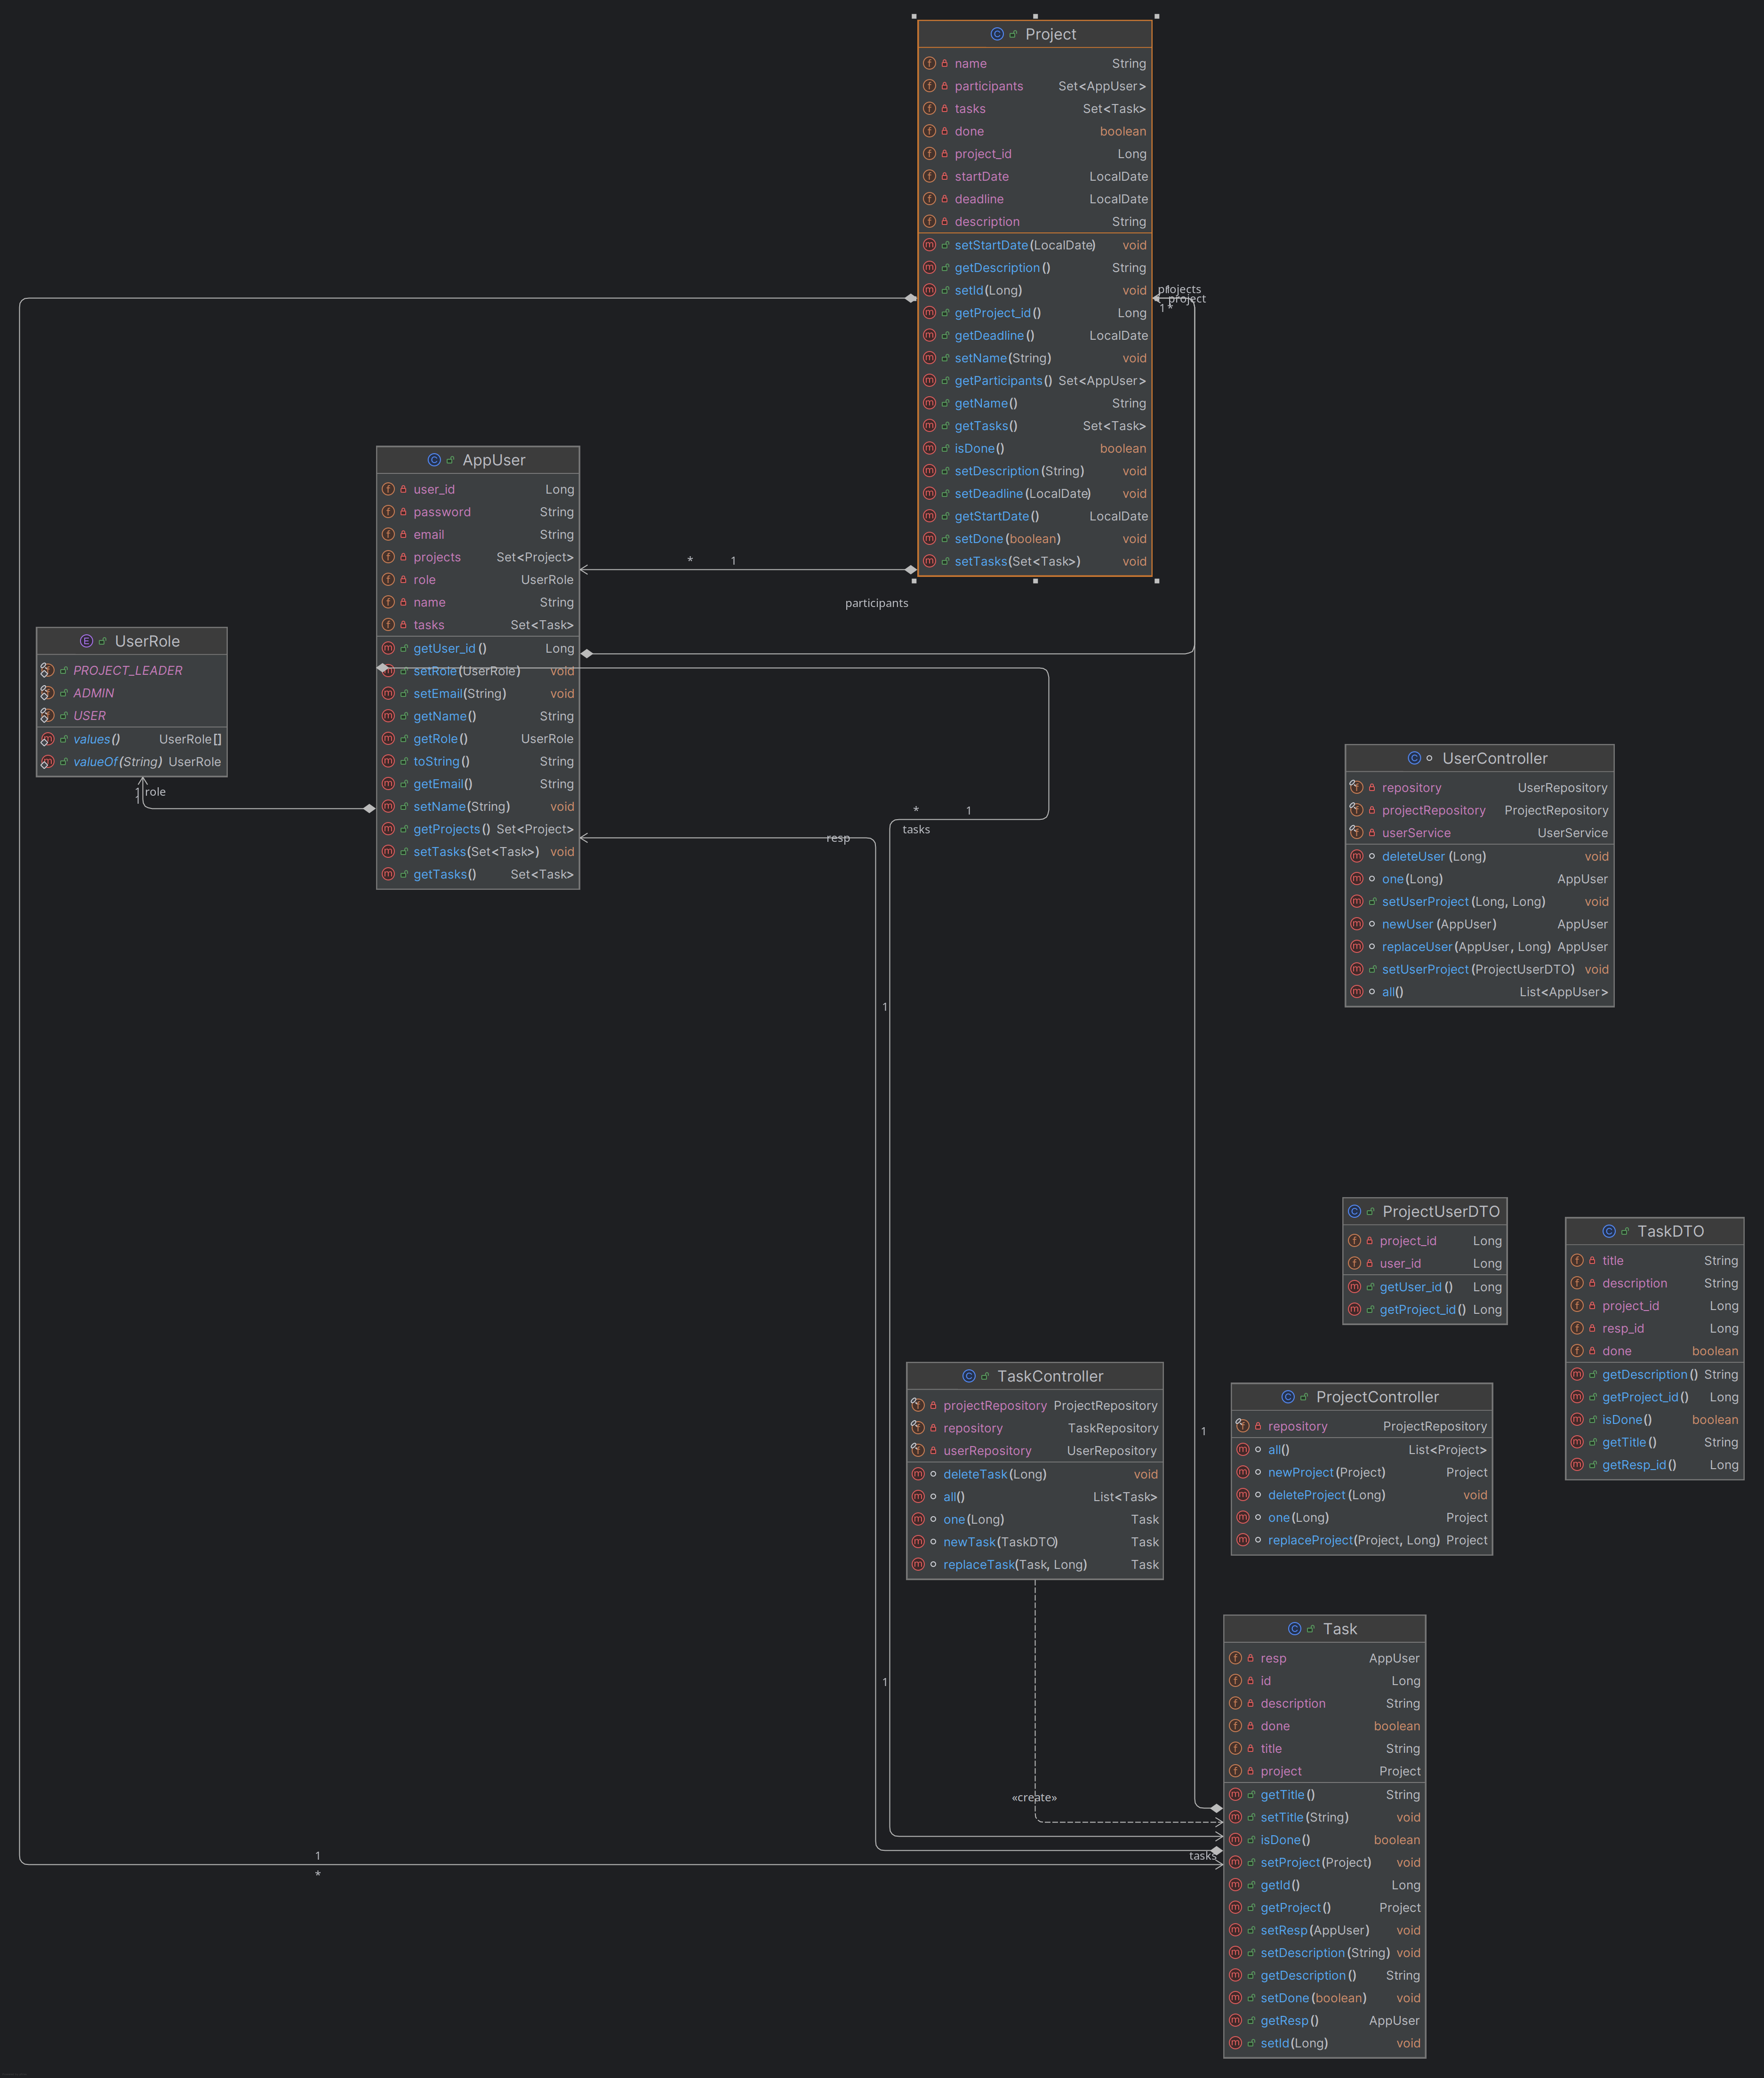 Project
name String
participants Set<AppUser>
tasks Set<Task>
done boolean
project_id Long
startDate LocalDate
deadline LocalDate
description String
setStartDate(LocalDate) void
getDescription() String
setId(Long) void
getProject_id() Long
getDeadline() LocalDate
setName(String) void
getParticipants() Set<AppUser>
getName() String
getTasks() Set<Task>
isDone() boolean
setDescription(String) void
setDeadline(LocalDate) void
getStartDate() LocalDate
setDone(boolean) void
setTasks(Set<Task>) void
projects
project
1 *
AppUser
user_id Long
password String
email String
projects Set<Project>
role UserRole
name String
tasks Set<Task>
getUser_id() Long
setRole(UserRole) void
setEmail(String) void
getName() String
getRole() UserRole
toString() String
getEmail() String
setName(String) void
getProjects() Set<Project>
setTasks(Set<Task>) void
getTasks() Set<Task>
* 1
participants
UserRole
PROJECT_LEADER
ADMIN
USER
values() UserRole[]
valueOf(String) UserRole
1 role
1
* 1
tasks
resp
1
UserController
repository UserRepository
projectRepository ProjectRepository
userService UserService
deleteUser(Long) void
one(Long) AppUser
setUserProject(Long, Long) void
newUser(AppUser) AppUser
replaceUser(AppUser, Long) AppUser
setUserProject(ProjectUserDTO) void
all() List<AppUser>
ProjectUserDTO
project_id Long
user_id Long
getUser_id() Long
getProject_id() Long
TaskDTO
title String
description String
project_id Long
resp_id Long
done boolean
getDescription() String
getProject_id() Long
isDone() boolean
getTitle() String
getResp_id() Long
TaskController
projectRepository ProjectRepository
repository TaskRepository
userRepository UserRepository
deleteTask(Long) void
all() List<Task>
one(Long) Task
newTask(TaskDTO) Task
replaceTask(Task, Long) Task
1
ProjectController
repository ProjectRepository
all() List<Project>
newProject(Project) Project
deleteProject(Long) void
one(Long) Project
replaceProject(Project, Long) Project
1
«create»
Task
resp AppUser
id Long
description String
done boolean
title String
project Project
getTitle() String
setTitle(String) void
isDone() boolean
setProject(Project) void
getId() Long
getProject() Project
setResp(AppUser) void
setDescription(String) void
getDescription() String
setDone(boolean) void
getResp() AppUser
setId(Long) void
tasks
1
*